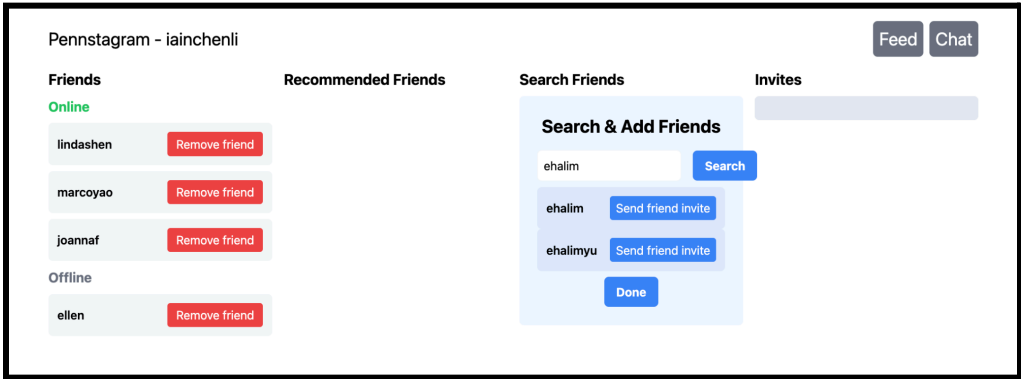 Pennstagram - iainchenli
Feed
Chat
Friends
Online
lindashen
Remove friend
marcoyao
Remove friend
joannaf
Remove friend
Offline
ellen
Remove friend
Recommended Friends
Search Friends
Search & Add Friends
ehalim
Search
ehalim
Send friend invite
ehalimyu
Send friend invite
Done
Invites